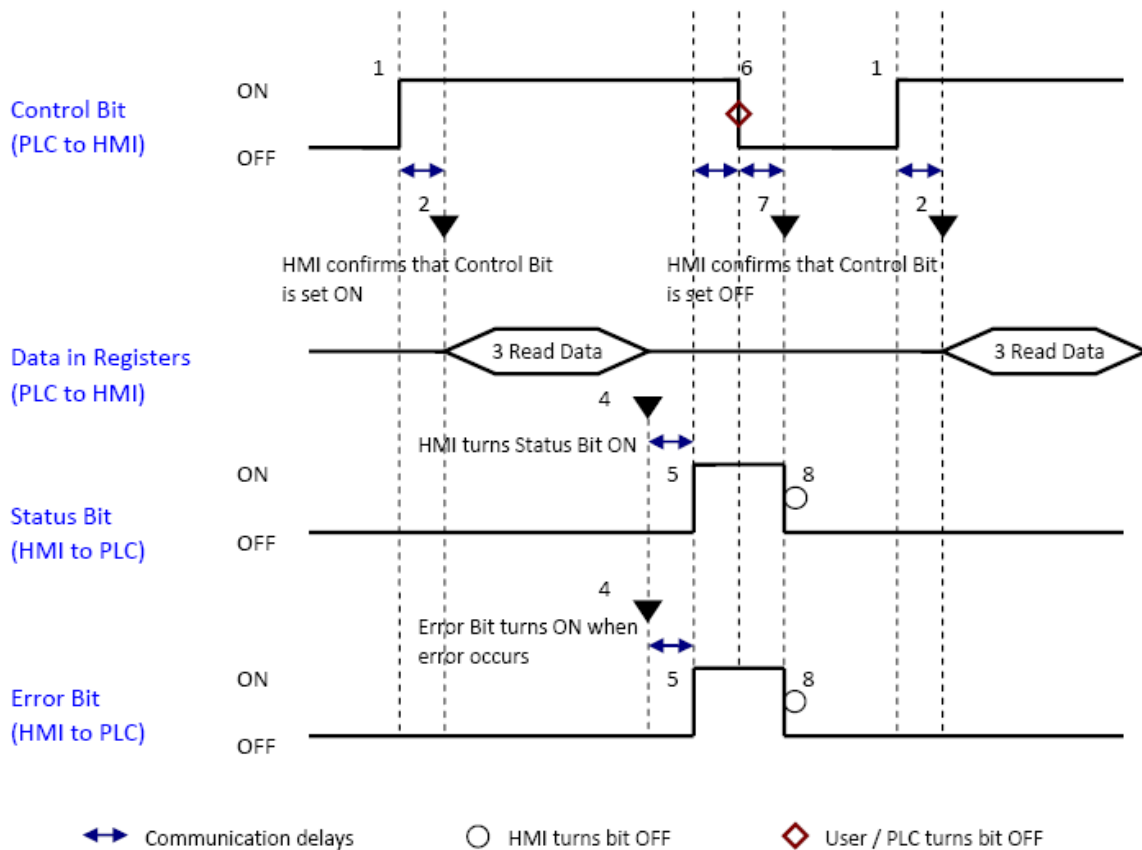 1
6
1
ON
Control Bit
(PLC to HMI)
OFF
2
7
2
HMI confirms that Control Bit
is set ON
HMI confirms that Control Bit
is set OFF
Data in Registers
(PLC to HMI)
3 Read Data
3 Read Data
4
HMI turns Status Bit ON
ON
5
8
Status Bit
(HMI to PLC)
OFF
4
Error Bit turns ON when
error occurs
ON
5
8
Error Bit
(HMI to PLC)
OFF
Communication delays
HMI turns bit OFF
User / PLC turns bit OFF